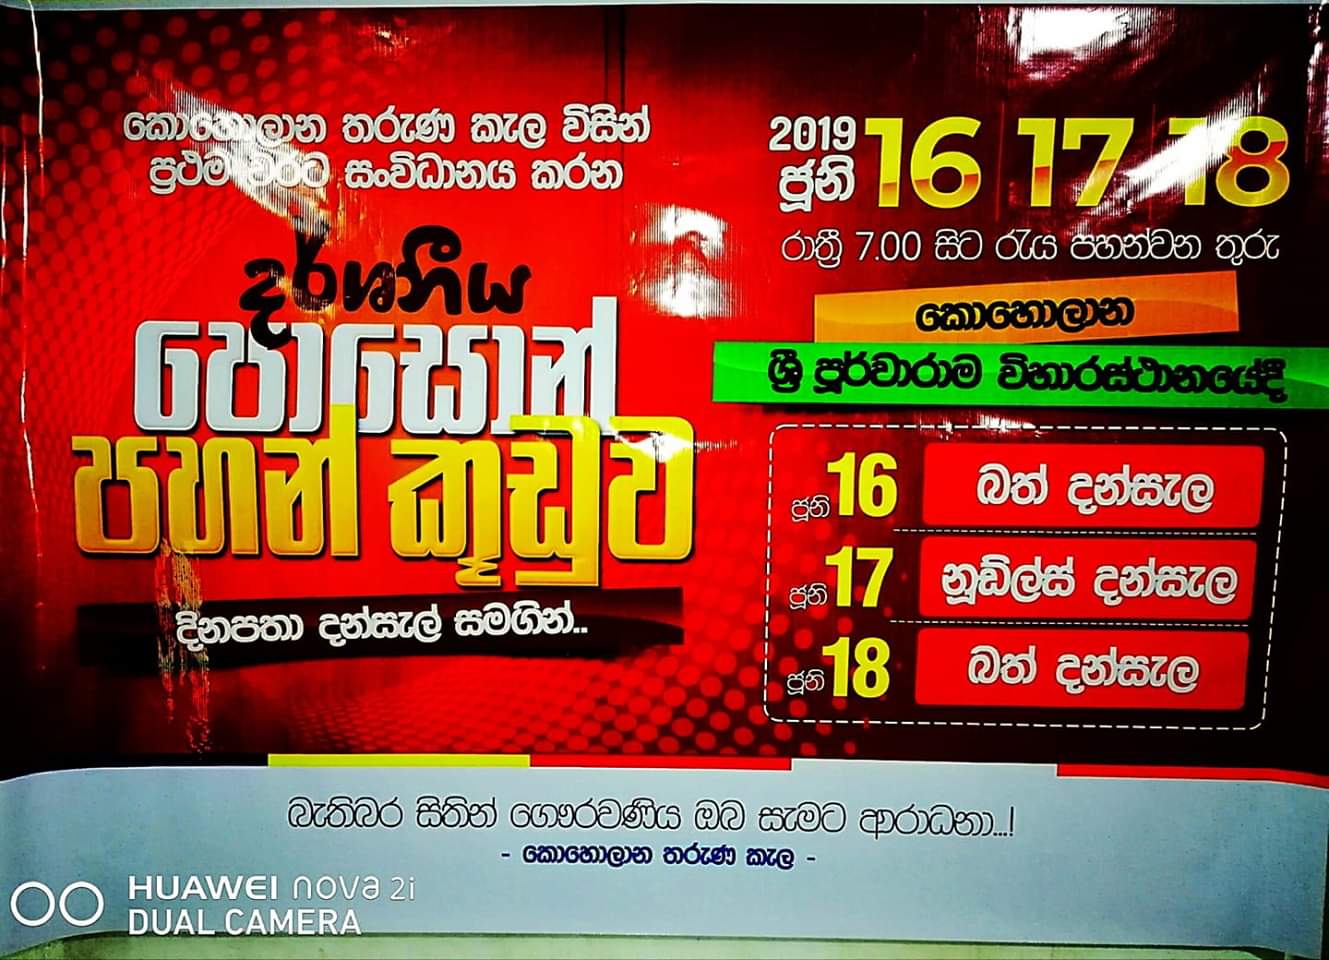 කොහොලාන තරුණ කැල විසින්
ප්‍රථම වරට සංවිධානය කරන
දර්ශනීය
පොසොන්
පහන් කූඩුව
දිනපතා දන්සැල් සමගින්..
2019 ජූනි 16 17 18
රාත්‍රී 7.00 සිට රැය පහන්වන තුරු
කොහොලාන
ශ්‍රී පූර්වාරාම විහාරස්ථානයේදී
ජූනි 16 බත් දන්සැල
ජූනි 17 නූඩ්ල්ස් දන්සැල
ජූනි 18 බත් දන්සැල
බැතිබර සිතින් ගෞරවණීය ඔබ සැමට ආරාධනා...!
- කොහොලාන තරුණ කැල -
HUAWEI nova 2i
DUAL CAMERA